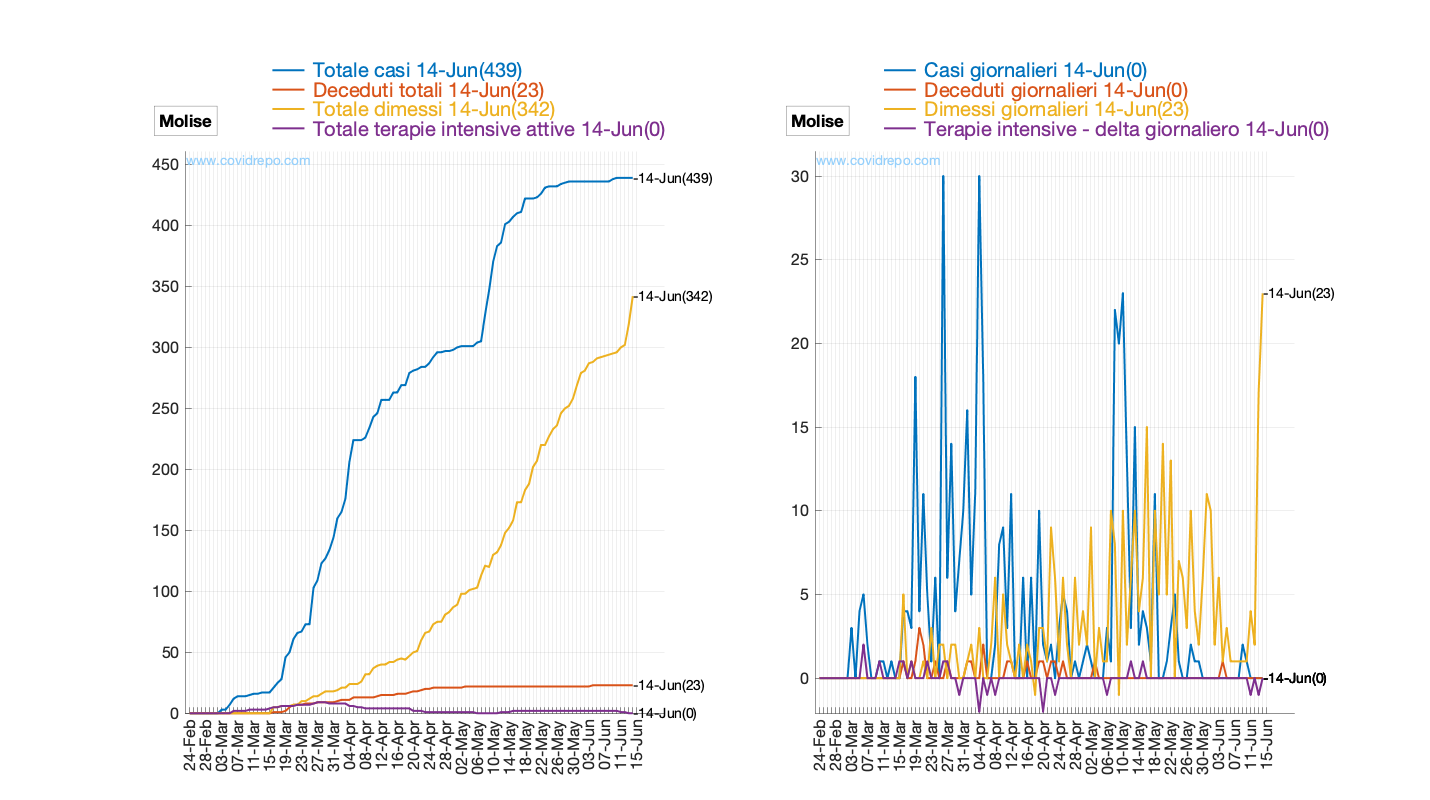 Totale casi 14-Jun(439)
Deceduti totali 14-Jun(23)
Totale dimessi 14-Jun(342)
Totale terapie intensive attive 14-Jun(0)
Molise
www.covidrepo.com
450
400
350
300
250
200
150
100
50
0
-14-Jun(439)
-14-Jun(342)
-14-Jun(23)
-14-Jun(0)
24-Feb
28-Feb
03-Mar
07-Mar
11-Mar
15-Mar
19-Mar
23-Mar
27-Mar
31-Mar
04-Apr
08-Apr
12-Apr
16-Apr
20-Apr
24-Apr
28-Apr
02-May
06-May
10-May
14-May
18-May
22-May
26-May
30-May
03-Jun
07-Jun
11-Jun
15-Jun
Casi giornalieri 14-Jun(0)
Deceduti giornalieri 14-Jun(0)
Dimessi giornalieri 14-Jun(23)
Terapie intensive - delta giornaliero 14-Jun(0)
Molise
www.covidrepo.com
30
25
20
15
10
5
0
-14-Jun(23)
-14-Jun(0)
24-Feb
28-Feb
03-Mar
07-Mar
11-Mar
15-Mar
19-Mar
23-Mar
27-Mar
31-Mar
04-Apr
08-Apr
12-Apr
16-Apr
20-Apr
24-Apr
28-Apr
02-May
06-May
10-May
14-May
18-May
22-May
26-May
30-May
03-Jun
07-Jun
11-Jun
15-Jun